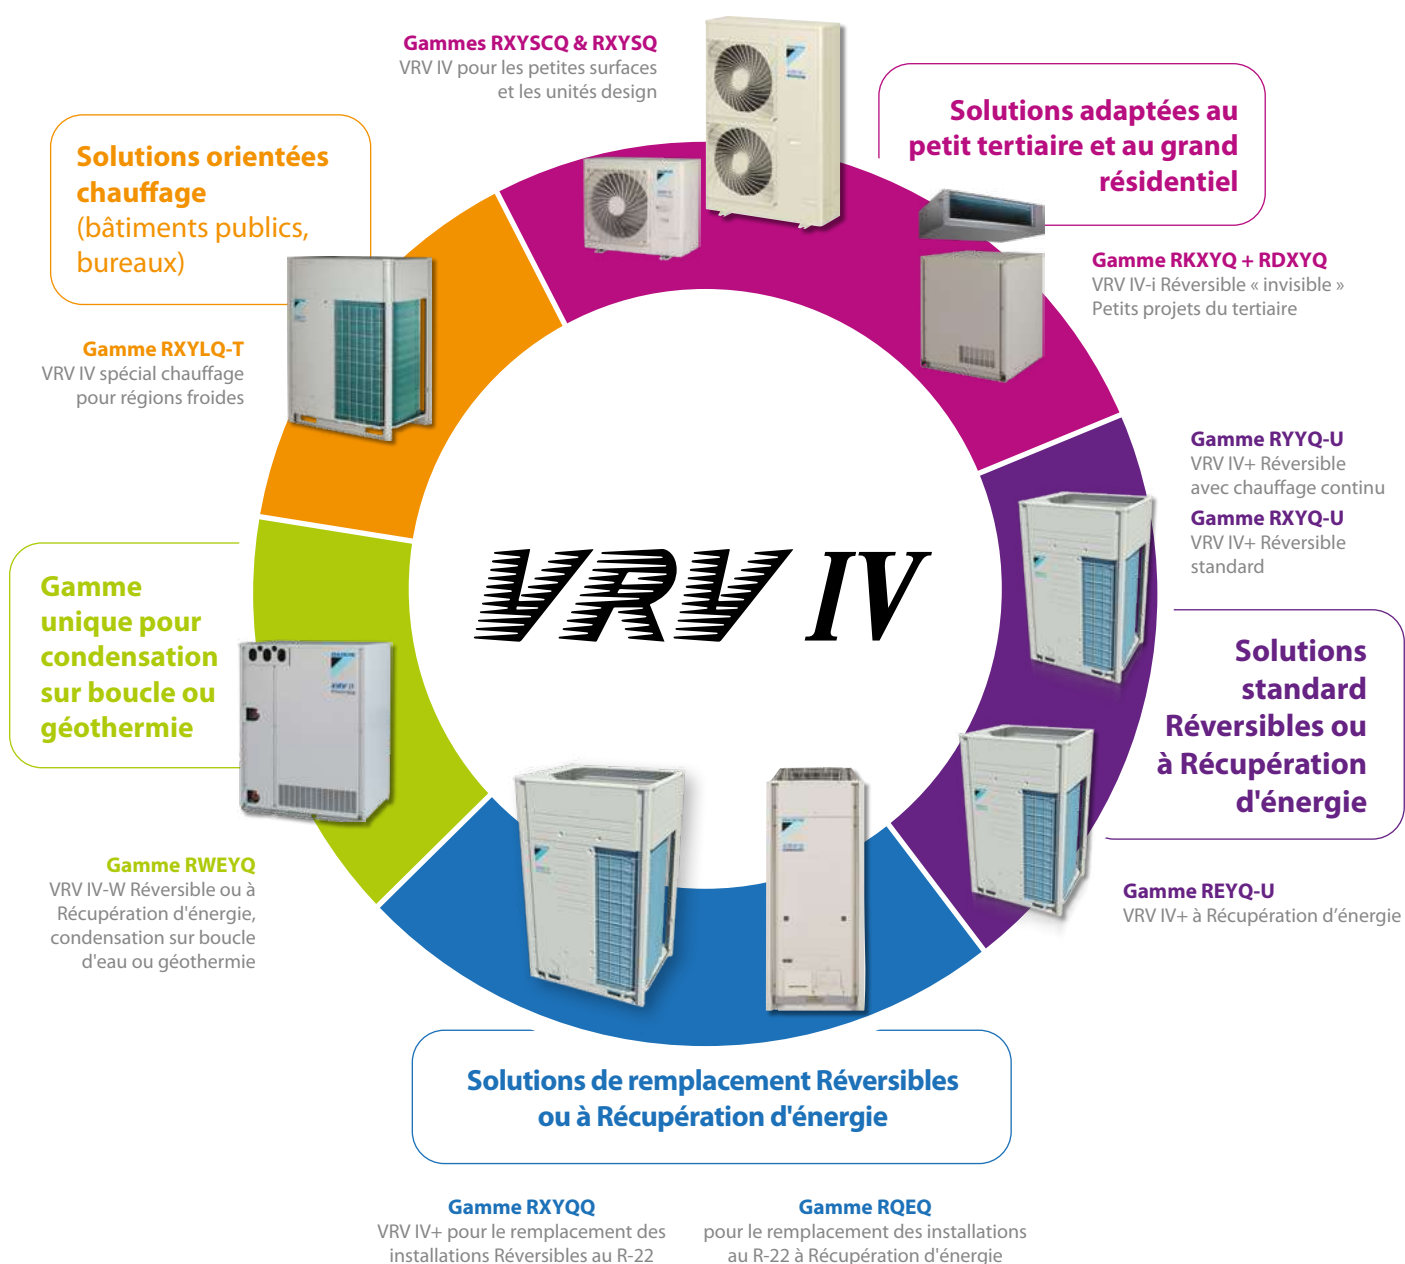 Gammes RXYSCQ & RXYSQ
VRV IV pour les petites surfaces
et les unités design
Solutions adaptées au
petit tertiaire et au grand
résidentiel
Gamme RKXYQ + RDXYQ
VRV IV-i Réversible « invisible »
Petits projets du tertiaire
Solutions orientées
chauffage
(bâtiments publics,
bureaux)
Gamme RXYLQ-T
VRV IV spécial chauffage
pour régions froides
Gamme RYYQ-U
VRV IV+ Réversible
avec chauffage continu
Gamme RXYQ-U
VRV IV+ Réversible
standard
VRV IV
Gamme
unique pour
condensation
sur boucle ou
géothermie
Solutions
standard
Réversibles ou
à Récupération
d'énergie
Gamme RWEYQ
VRV IV-W Réversible ou à
Récupération d'énergie,
condensation sur boucle
d'eau ou géothermie
Gamme REYQ-U
VRV IV+ à Récupération d’énergie
Solutions de remplacement Réversibles
ou à Récupération d'énergie
Gamme RXYQQ
VRV IV+ pour le remplacement des
installations Réversibles au R-22
Gamme RQEQ
pour le remplacement des installations
au R-22 à Récupération d'énergie